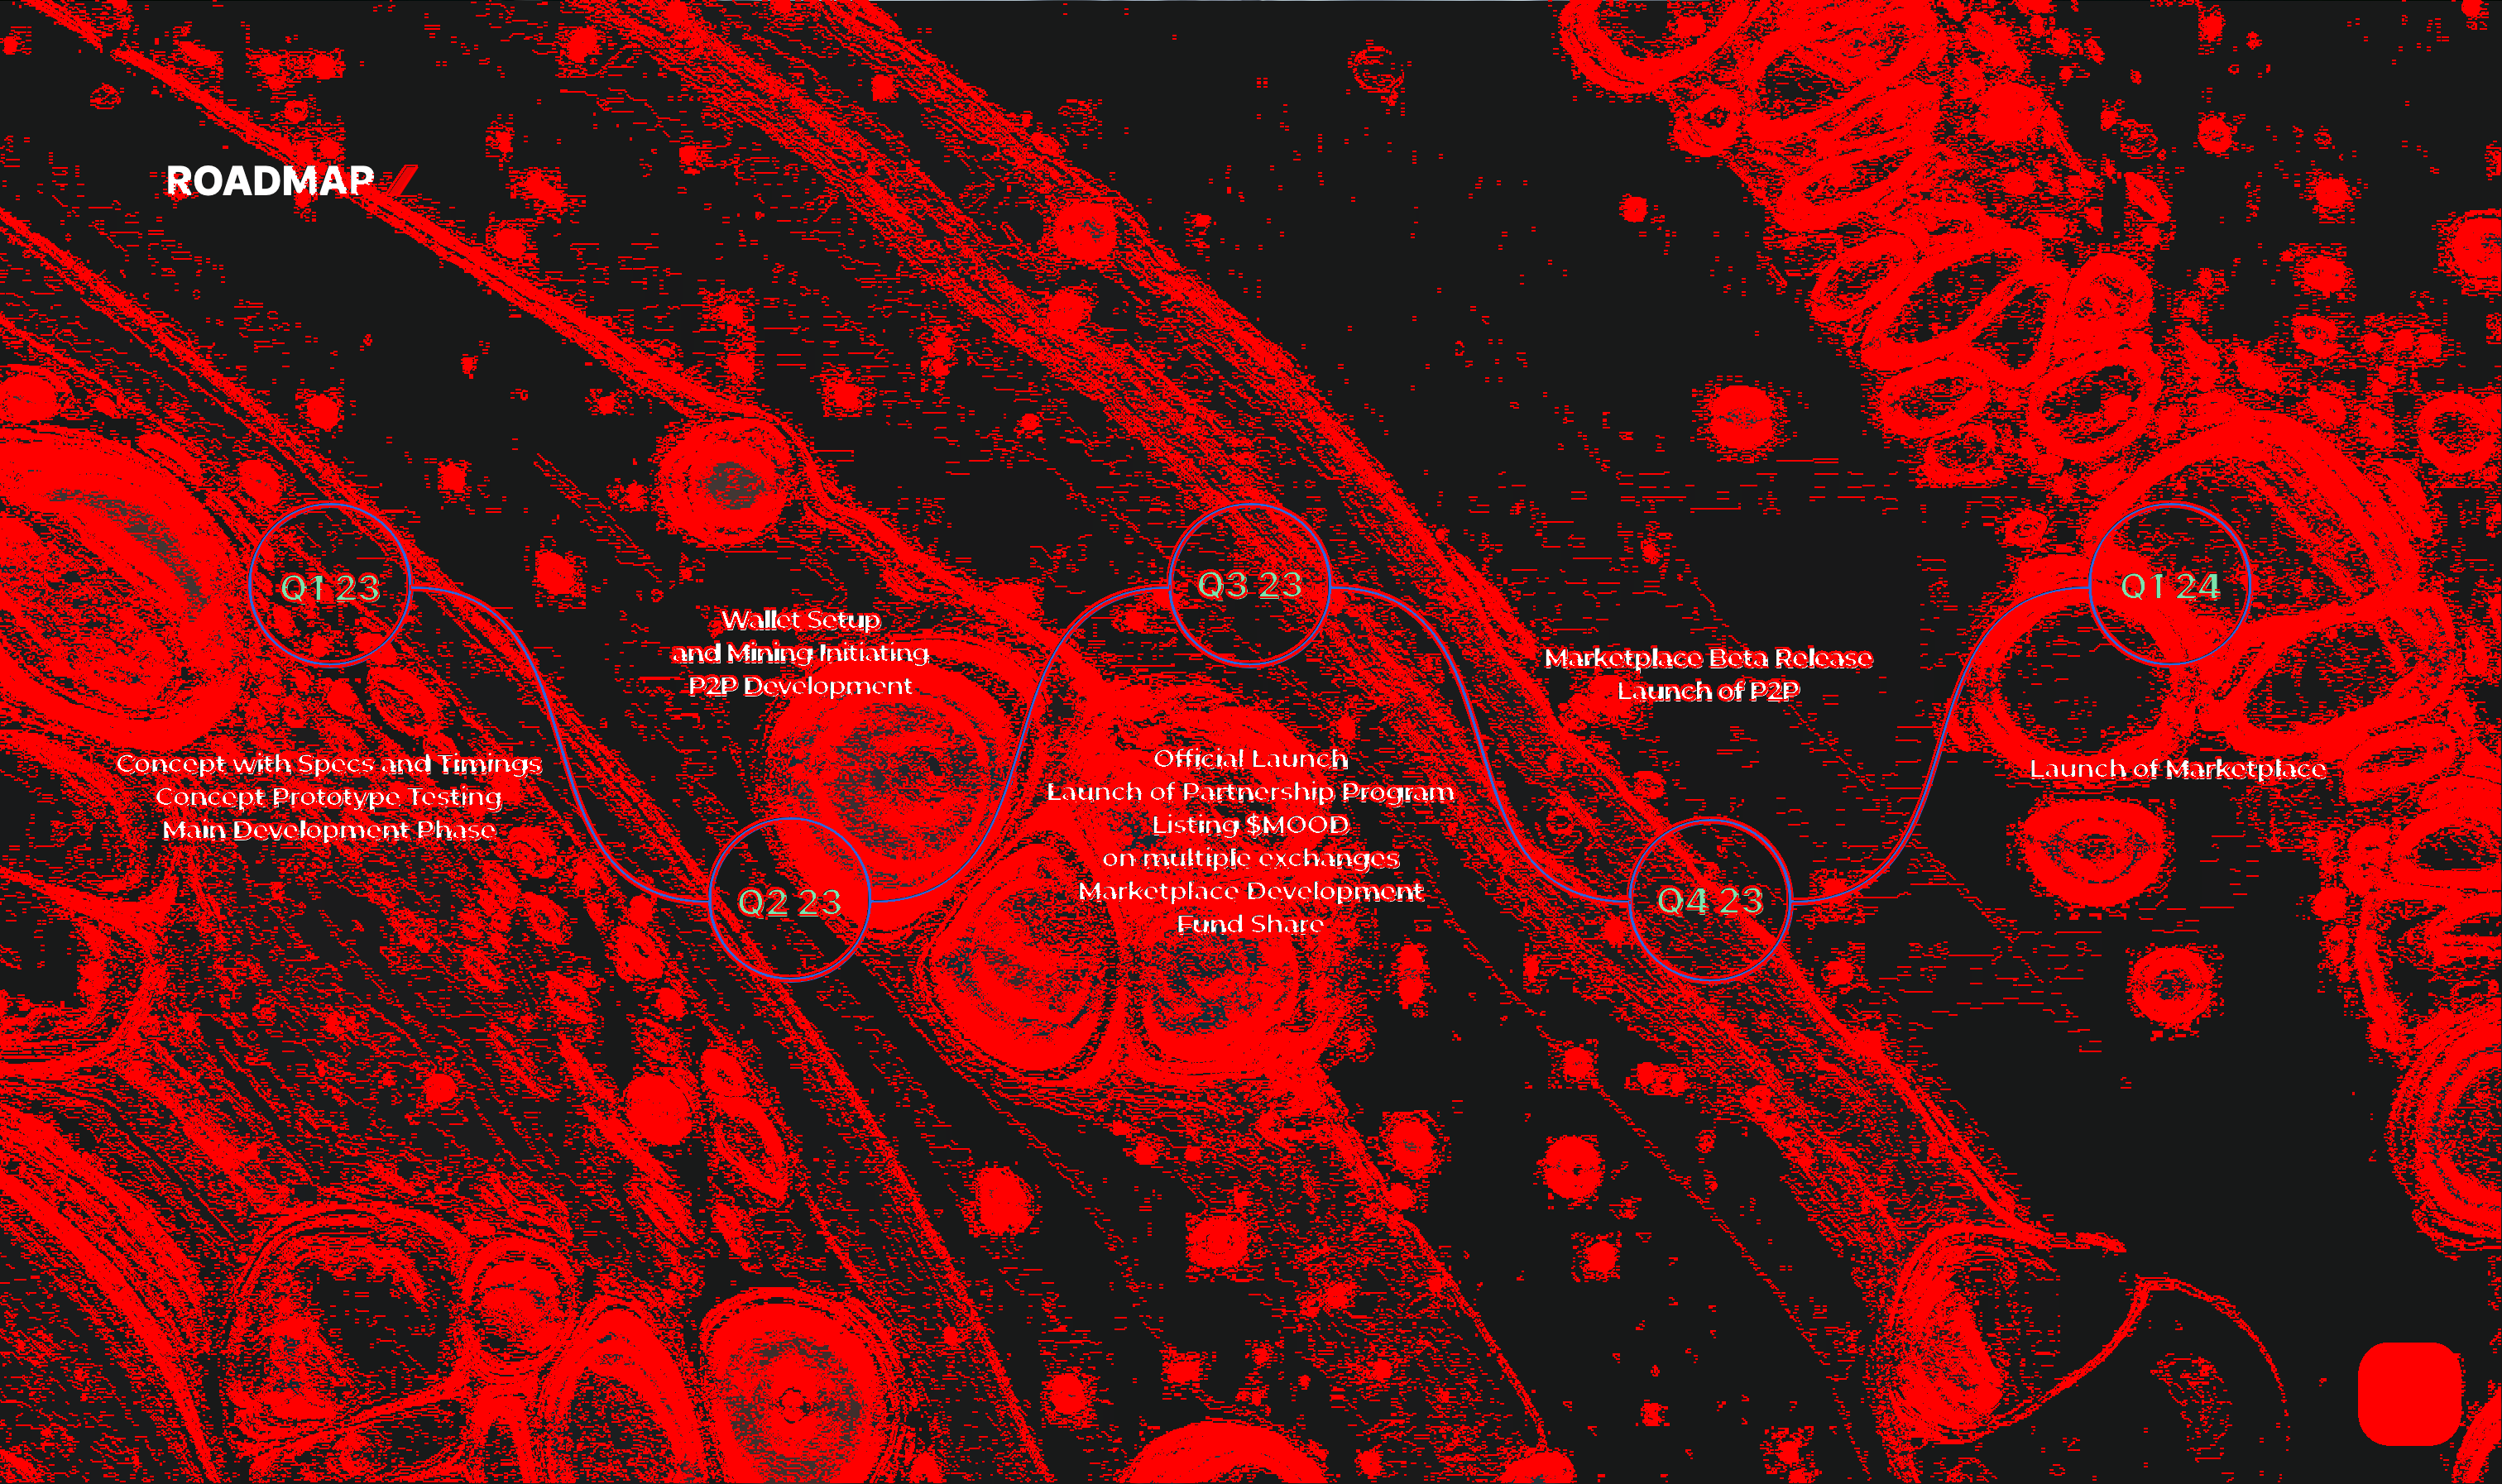 ROADMAP
Q1 23
Concept with Specs and Timings
Concept Prototype Testing
Main Development Phase
Wallet Setup
and Mining Initiating
P2P Development
Q2 23
Q3 23
Official Launch
Launch of Partnership Program
Listing $MOOD
on multiple exchanges
Marketplace Development
Fund Share
Marketplace Beta Release
Launch of P2P
Q4 23
Q1 24
Launch of Marketplace